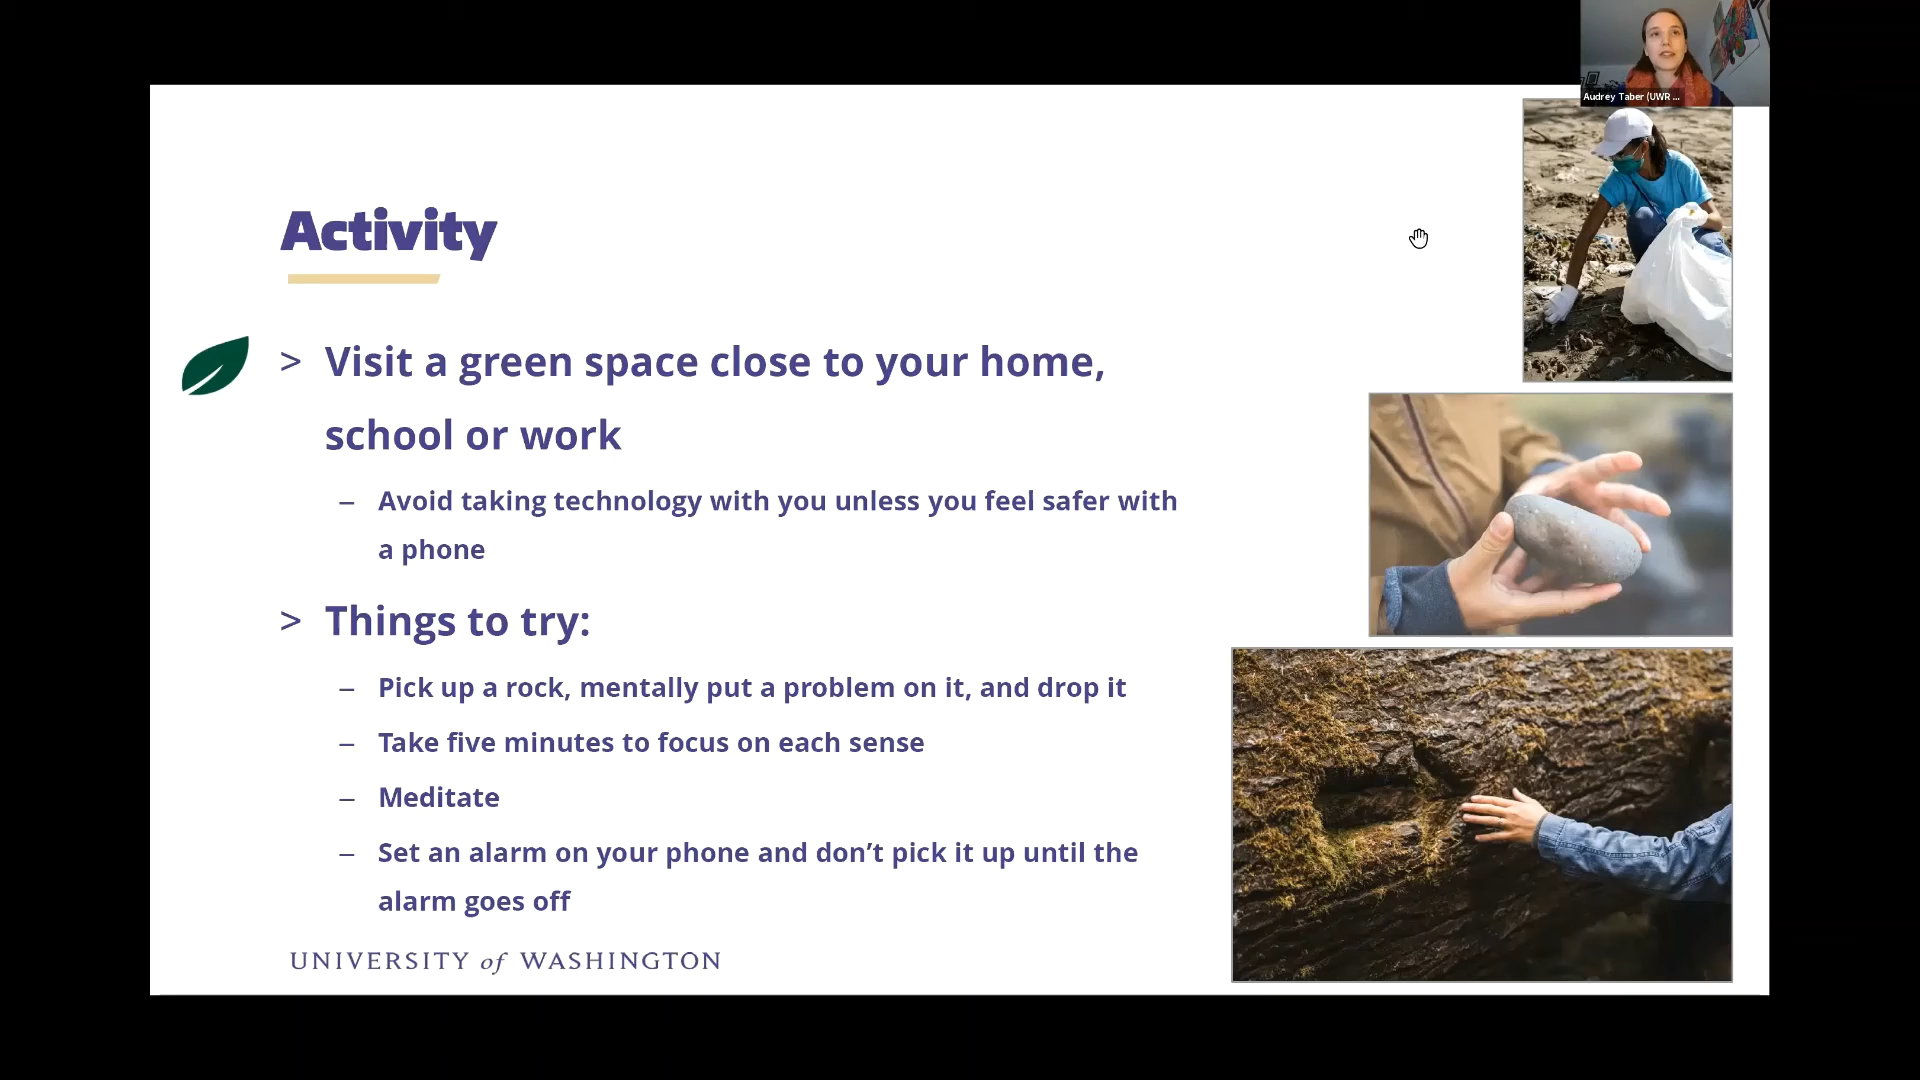 Audrey Taber (UWR ...
Activity
> Visit a green space close to your home,
school or work
– Avoid taking technology with you unless you feel safer with
a phone
> Things to try:
– Pick up a rock, mentally put a problem on it, and drop it
– Take five minutes to focus on each sense
– Meditate
– Set an alarm on your phone and don’t pick it up until the
alarm goes off
UNIVERSITY of WASHINGTON